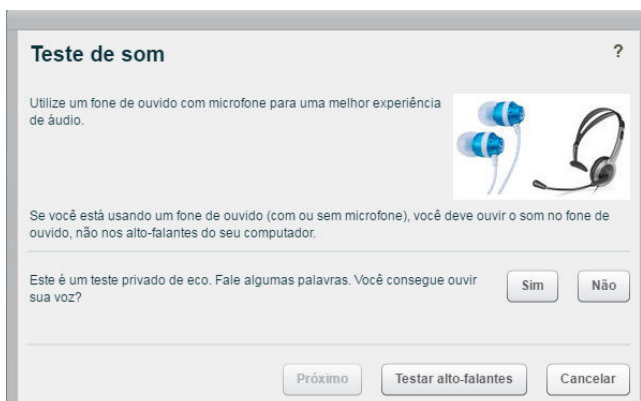 Teste de som
?
Utilize um fone de ouvido com microfone para uma melhor experiência
de áudio.
Se você está usando um fone de ouvido (com ou sem microfone), você deve ouvir o som no fone de
ouvido, não nos alto-falantes do seu computador.
Este é um teste privado de eco. Fale algumas palavras. Você consegue ouvir
sua voz?
Sim
Não
Próximo
Testar alto-falantes
Cancelar